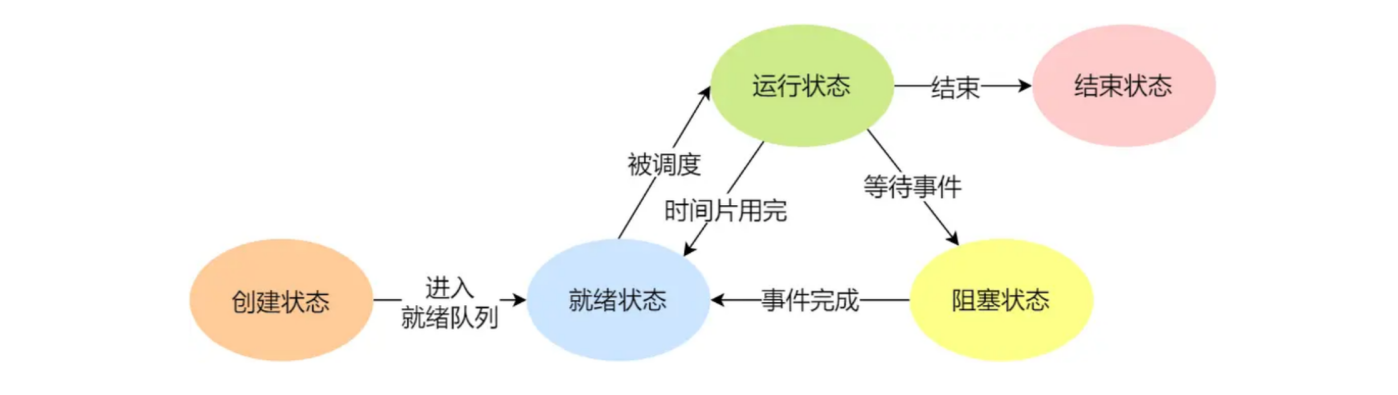 运行状态
结束
结束状态
被调度
等待事件
时间片用完
创建状态
进入
就绪队列
就绪状态
事件完成
阻塞状态